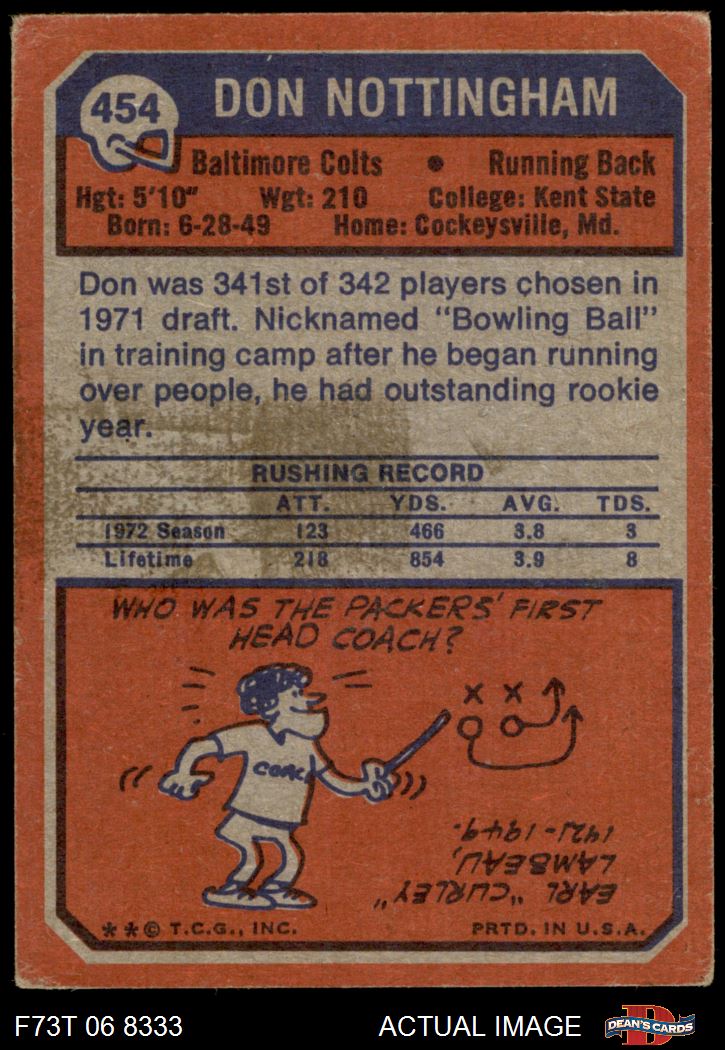 454
DON NOTTINGHAM
Baltimore Colts • Running Back
Hgt: 5'10" Wgt: 210 College: Kent State
Born: 6-28-49 Home: Cockeysville, Md.
Don was 341st of 342 players chosen in
1971 draft. Nicknamed "Bowling Ball"
in training camp after he began running
over people, he had outstanding rookie
year.
RUSHING RECORD
ATT. YDS. AVG. TDS.
1972 Season 123 466 3.8 3
Lifetime 218 854 3.9 8
WHO WAS THE PACKERS' FIRST
HEAD COACH?
X X
COACH
EARL "CURLEY"
LAMBEAU,
1921-1949.
**© T.C.G., INC. PRTD. IN U.S.A.
F73T 06 8333 ACTUAL IMAGE
D
DEAN'S CARDS